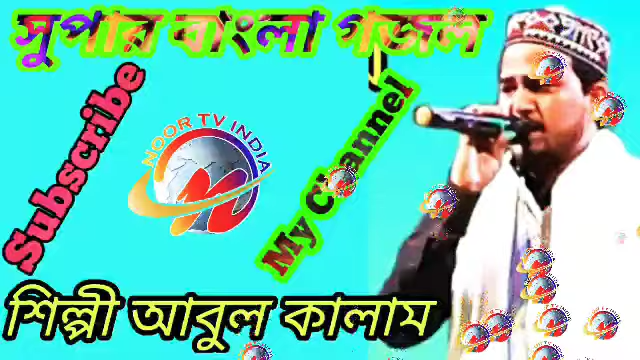 সুপার বাংলা গজল
Subscribe
NOOR TV INDIA
My Channel
শিল্পী আবুল কালাম